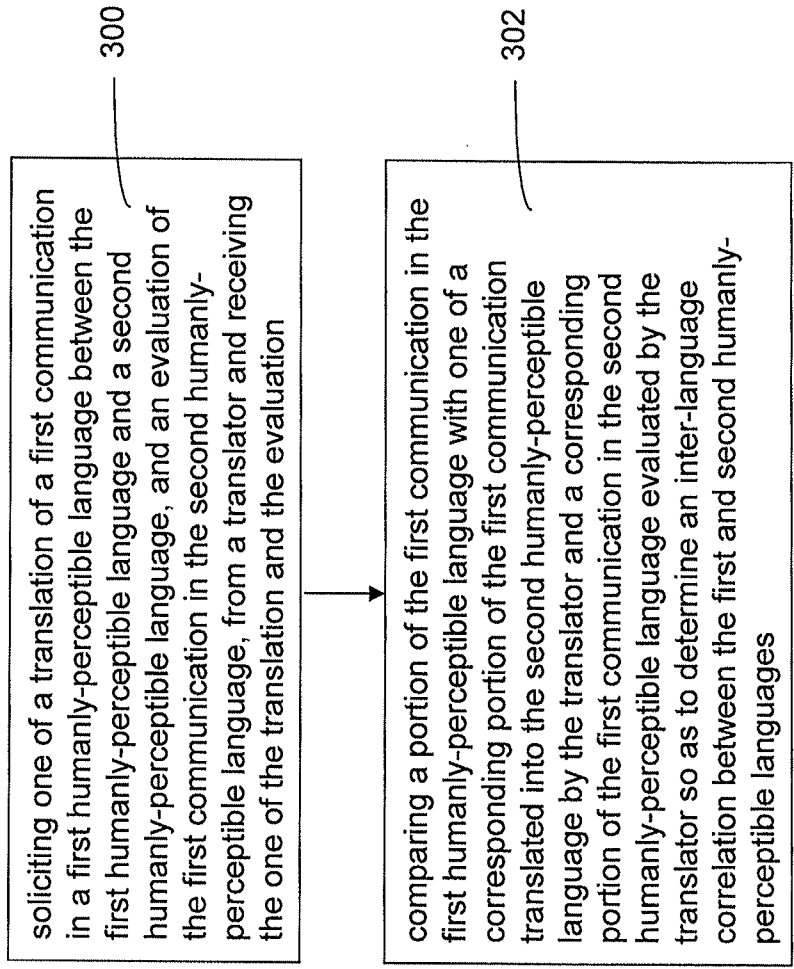 soliciting one of a translation of a first communication
in a first humanly-perceptible language between the
first humanly-perceptible language and a second
humanly-perceptible language, and an evaluation of
the first communication in the second humanly-
perceptible language, from a translator and receiving
the one of the translation and the evaluation
300
comparing a portion of the first communication in the
first humanly-perceptible language with one of a
corresponding portion of the first communication
translated into the second humanly-perceptible
language by the translator and a corresponding
portion of the first communication in the second
humanly-perceptible language evaluated by the
translator so as to determine an inter-language
correlation between the first and second humanly-
perceptible languages
302